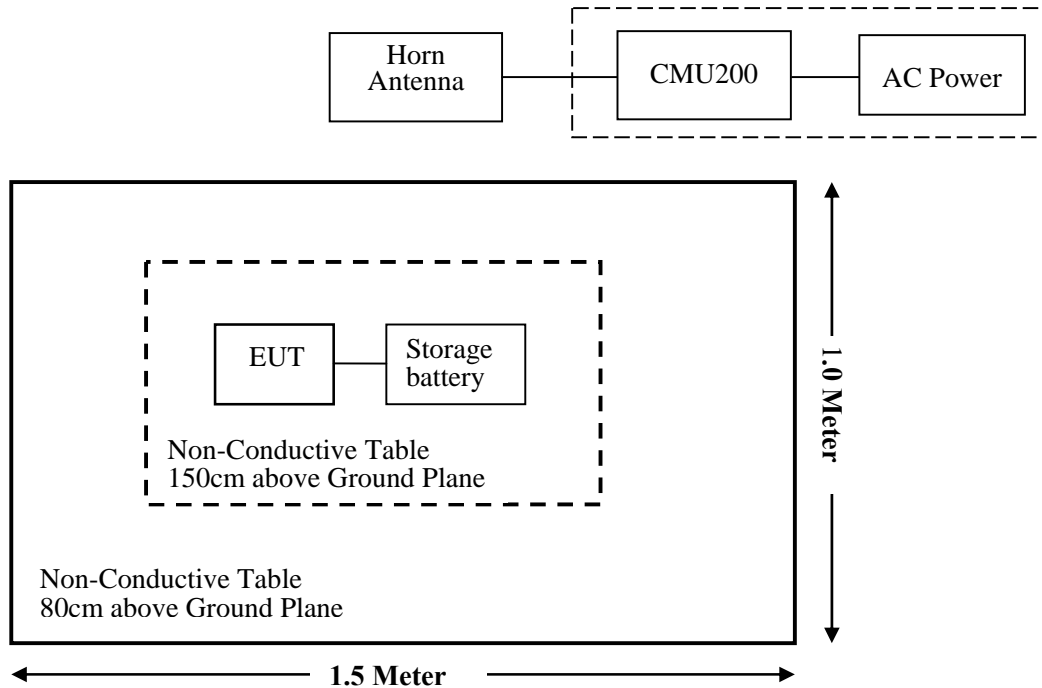 Horn
Antenna
CMU200
AC Power
EUT
Storage
battery
Non-Conductive Table
150cm above Ground Plane
Non-Conductive Table
80cm above Ground Plane
1.0 Meter
1.5 Meter